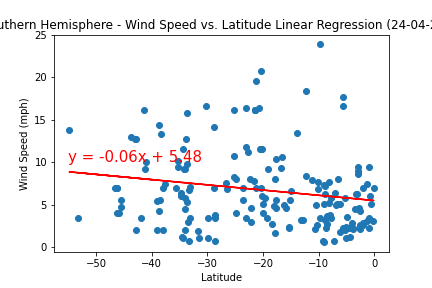 uthern Hemisphere - Wind Speed vs. Latitude Linear Regression (24-04-2
25
20
15
10
5
0
Wind Speed (mph)
y = -0.06x + 5.48
−50 −40 −30 −20 −10 0
Latitude